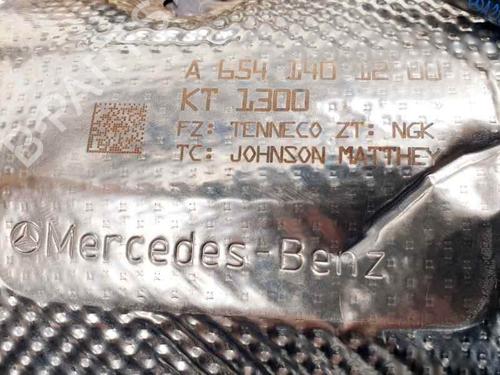 A 654 140 12 00
KT 1300
FZ: TENNECO ZT: NGK
TC: JOHNSON MATTHEY
Mercedes-Benz